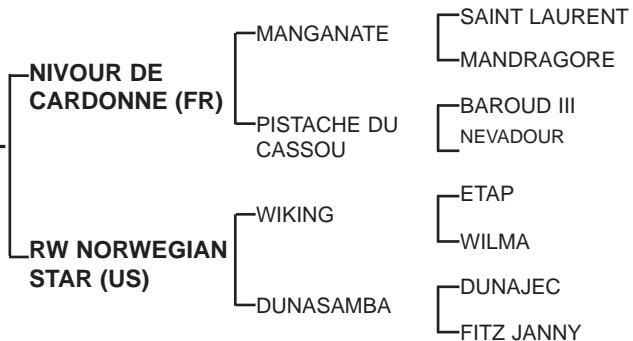 SAINT LAURENT
MANGANATE
MANDRAGORE
NIVOUR DE
CARDONNE (FR)
BAROUD III
PISTACHE DU
CASSOU
NEVADOUR
ETAP
WIKING
WILMA
RW NORWEGIAN
STAR (US)
DUNAJEC
DUNASAMBA
FITZ JANNY